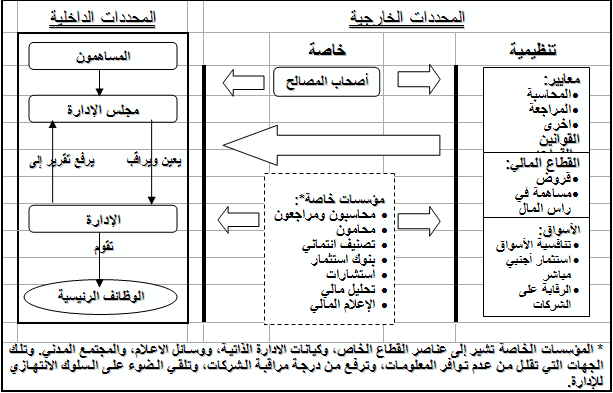 المحددات الخارجية
المحددات الداخلية
تنظيمية
خاصة
معايير:
•المحاسبة
•المراجعة
•اخرى
القوانين
القطاع المالي:
•قروض
•مساهمة في
راس المال
الأسواق:
•تنافسية الأسواق
•استثمار أجنبي
مباشر
•الرقابة على
الشركات
أصحاب المصالح
مؤسسات خاصة*:
• محاسبون ومراجعون
• محامون
• تصنيف ائتماني
• بنوك استثمار
• استشارات
• تحليل مالي
• الإعلام المالي
المساهمون
مجلس الإدارة
يعين ويراقب
يرفع تقرير إلى
الإدارة
تقوم
الوظائف الرئيسية
* المؤسسات الخاصة تشير إلى عناصر القطاع الخاص، وكيانات الادارة الذاتية، ووسائل الاعلام، والمجتمع المدني. وتلك
الجهات التي تقلل من عدم توافر المعلومات، وترفع من درجة مراقبة الشركات، وتلقي الضوء على السلوك الانتهازي
للإدارة.